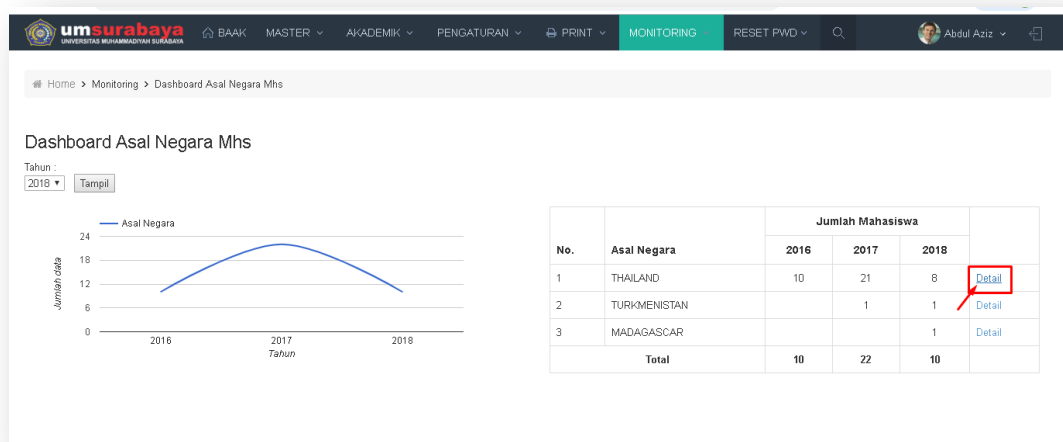 umsurabaya
UNIVERSITAS MUHAMMADIYAH SURABAYA
BAAK MASTER AKADEMIK PENGATURAN PRINT MONITORING RESET PWD Abdul Aziz
Home > Monitoring > Dashboard Asal Negara Mhs
Dashboard Asal Negara Mhs
Tahun :
2018 Tampil
Asal Negara
24
18
12
6
0
Jumlah data
2016 2017 2018
Tahun
No. Asal Negara Jumlah Mahasiswa
2016 2017 2018
1 THAILAND 10 21 8 Detail
2 TURKMENISTAN 1 1 Detail
3 MADAGASCAR 1 Detail
Total 10 22 10